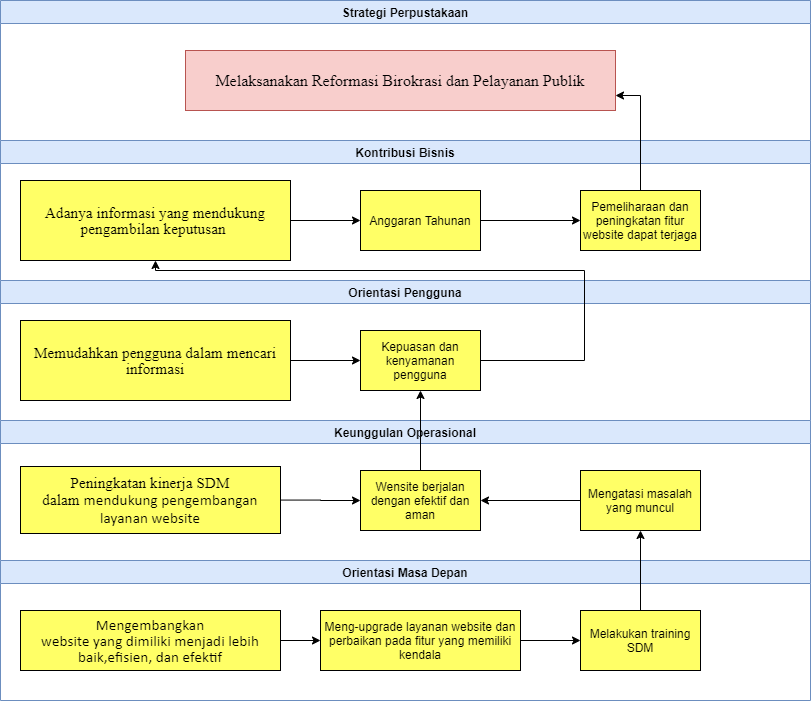 Strategi Perpustakaan
Melaksanakan Reformasi Birokrasi dan Pelayanan Publik
Kontribusi Bisnis
Adanya informasi yang mendukung
pengambilan keputusan
Anggaran Tahunan
Pemeliharaan dan
peningkatan fitur
website dapat terjaga
Orientasi Pengguna
Memudahkan pengguna dalam mencari
informasi
Kepuasan dan
kenyamanan
pengguna
Keunggulan Operasional
Peningkatan kinerja SDM
dalam mendukung pengembangan
layanan website
Wensite berjalan
dengan efektif dan
aman
Mengatasi masalah
yang muncul
Orientasi Masa Depan
Mengembangkan
website yang dimiliki menjadi lebih
baik,efisien, dan efektif
Meng-upgrade layanan website dan
perbaikan pada fitur yang memiliki
kendala
Melakukan training
SDM